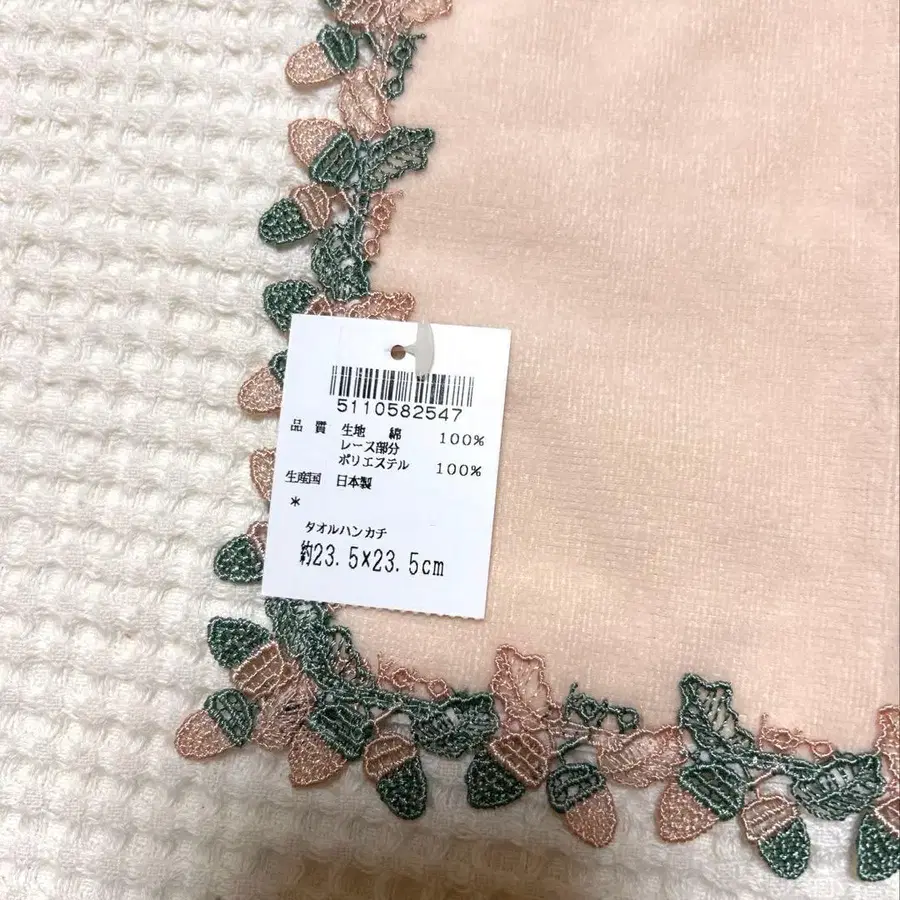 5110582547
品 質 生地 綿 100%
レース部分
ポリエステル 100%
生産国 日本製
*
タオルハンカチ
約23.5×23.5cm